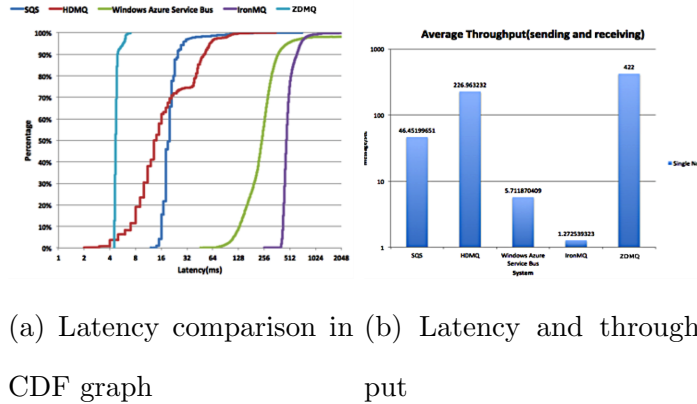 SQS HDMQ Windows Azure Service Bus IronMQ ZDMQ
100%
90%
80%
70%
60%
50%
40%
30%
20%
10%
0%
Percentage
1 2 4 8 16 32 64 128 256 512 1024 2048
Latency(ms)
Average Throughput(sending and receiving)
1000
100
10
1
46.45199651
226.963232
5.711870409
1.272539323
422
SQS HDMQ Windows Azure IronMQ ZDMQ
Service Bus
System
Single No
(a) Latency comparison in
CDF graph
(b) Latency and through
put